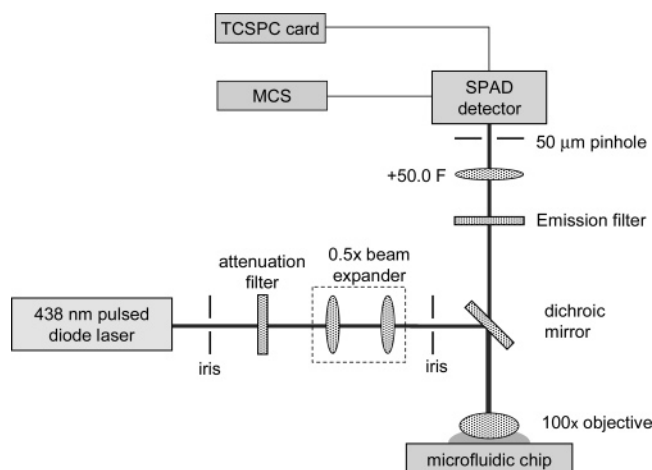 TCSPC card
MCS
SPAD
detector
50 μm pinhole
+50.0 F
Emission filter
attenuation
filter
0.5x beam
expander
438 nm pulsed
diode laser
iris
iris
dichroic
mirror
100x objective
microfluidic chip